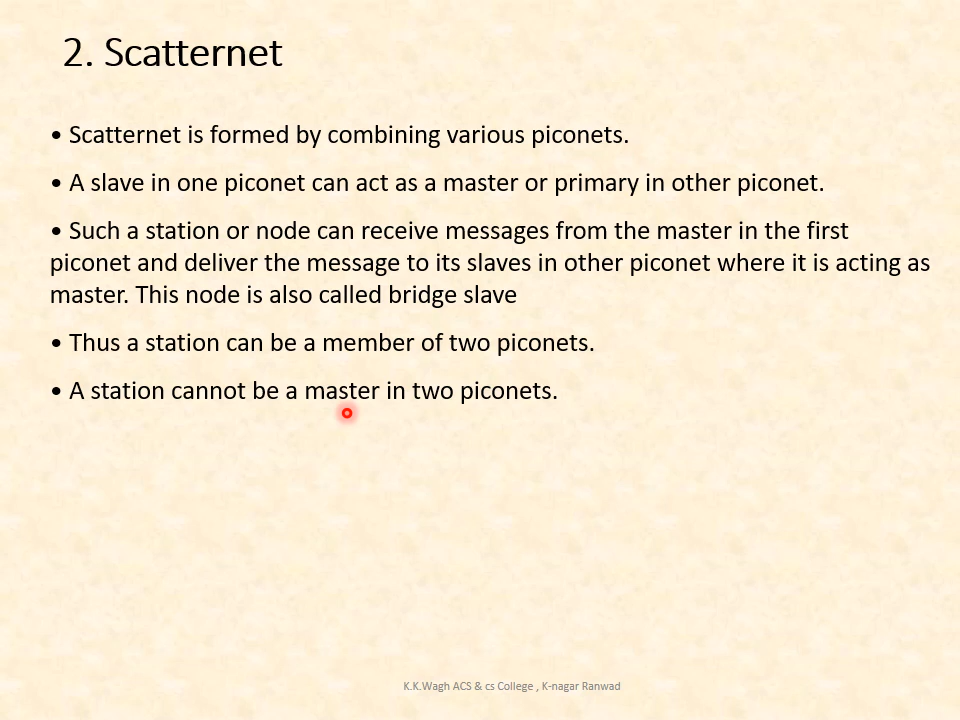 2. Scatternet
• Scatternet is formed by combining various piconets.
• A slave in one piconet can act as a master or primary in other piconet.
• Such a station or node can receive messages from the master in the first
piconet and deliver the message to its slaves in other piconet where it is acting as
master. This node is also called bridge slave
• Thus a station can be a member of two piconets.
• A station cannot be a master in two piconets.
K.K.Wagh ACS & cs College , K-nagar Ranwad